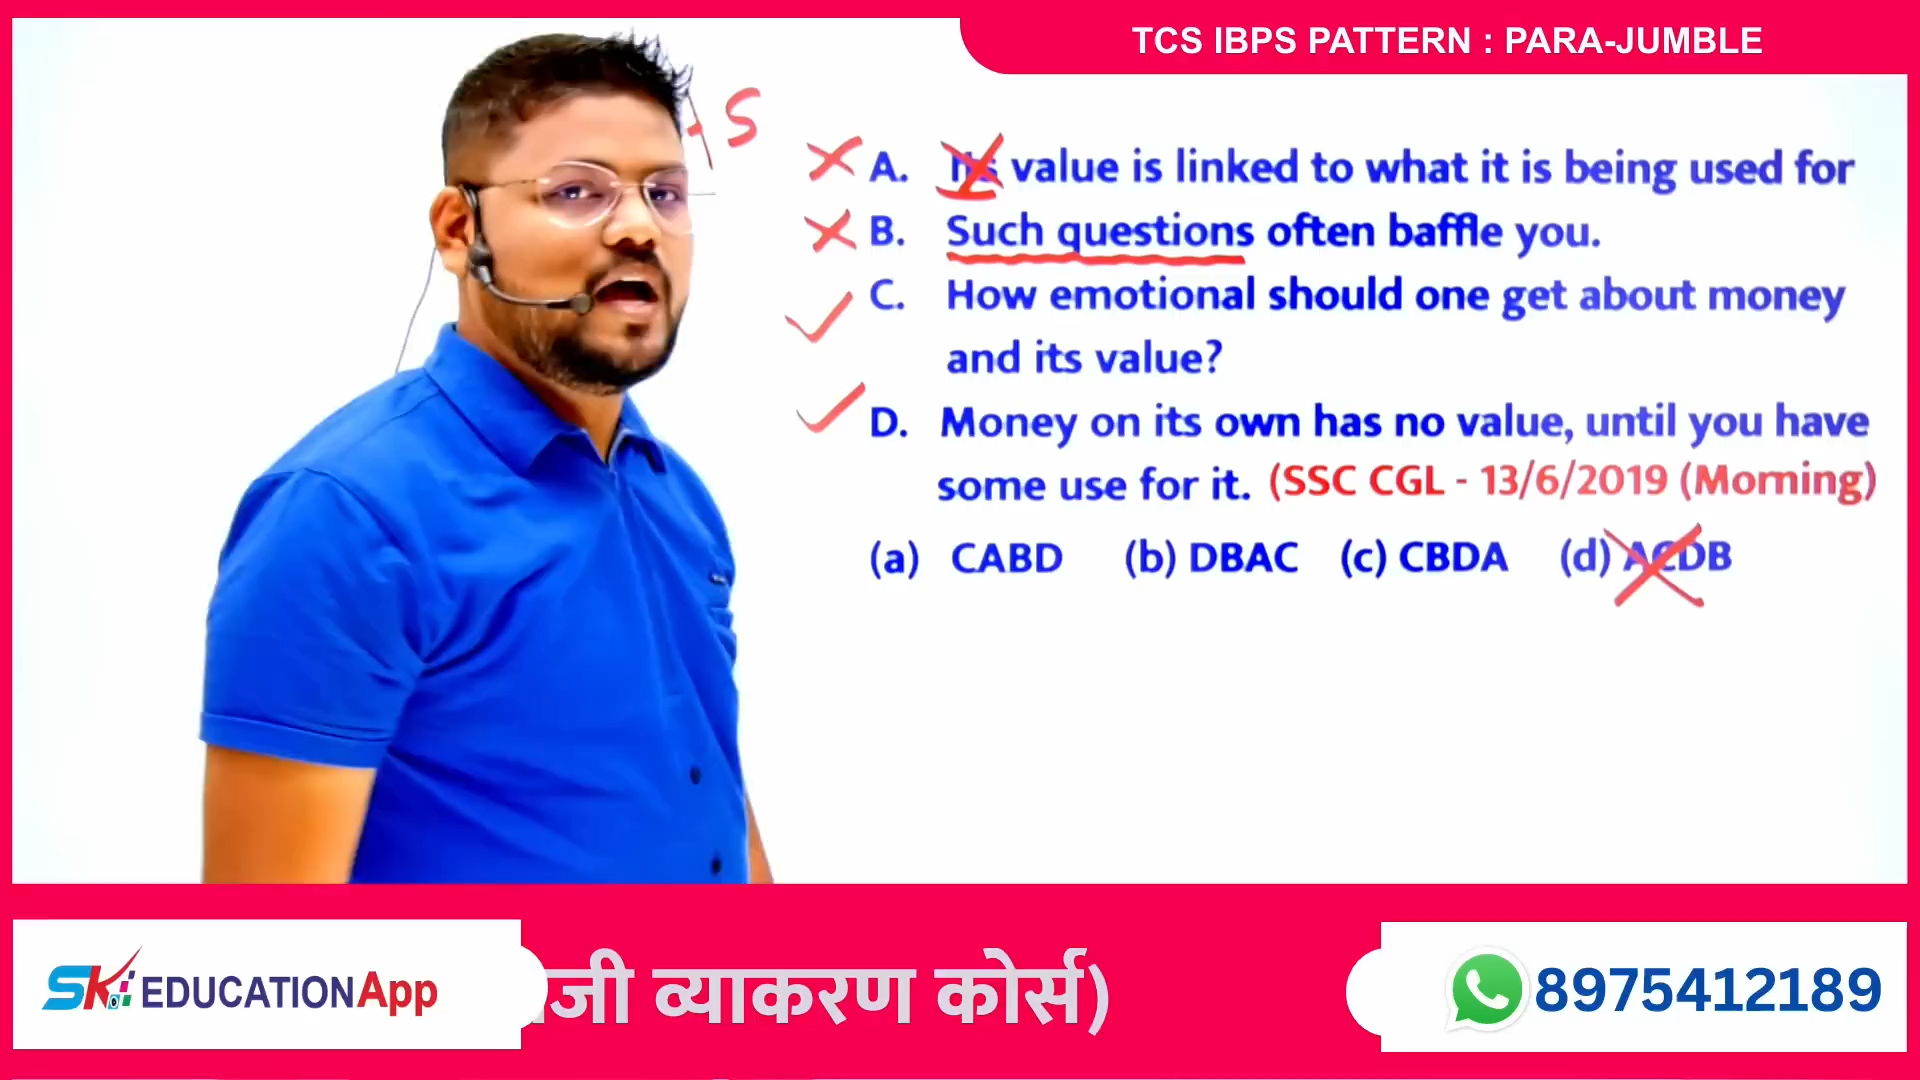 TCS IBPS PATTERN : PARA-JUMBLE
S
A. Its value is linked to what it is being used for
B. Such questions often baffle you.
C. How emotional should one get about money
and its value?
D. Money on its own has no value, until you have
some use for it. (SSC CGL - 13/6/2019 (Morning)
(a) CABD (b) DBAC (c) CBDA (d) ACDB
SK EDUCATION App
जी व्याकरण कोर्स)
8975412189